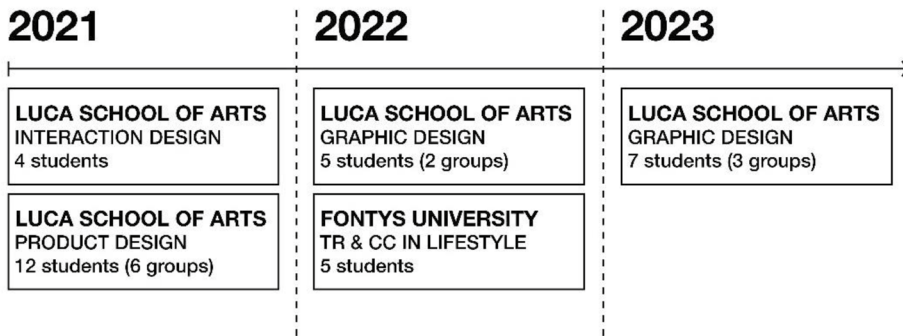 2021
2022
2023
LUCA SCHOOL OF ARTS
INTERACTION DESIGN
4 students
LUCA SCHOOL OF ARTS
PRODUCT DESIGN
12 students (6 groups)
LUCA SCHOOL OF ARTS
GRAPHIC DESIGN
5 students (2 groups)
FONTYS UNIVERSITY
TR & CC IN LIFESTYLE
5 students
LUCA SCHOOL OF ARTS
GRAPHIC DESIGN
7 students (3 groups)